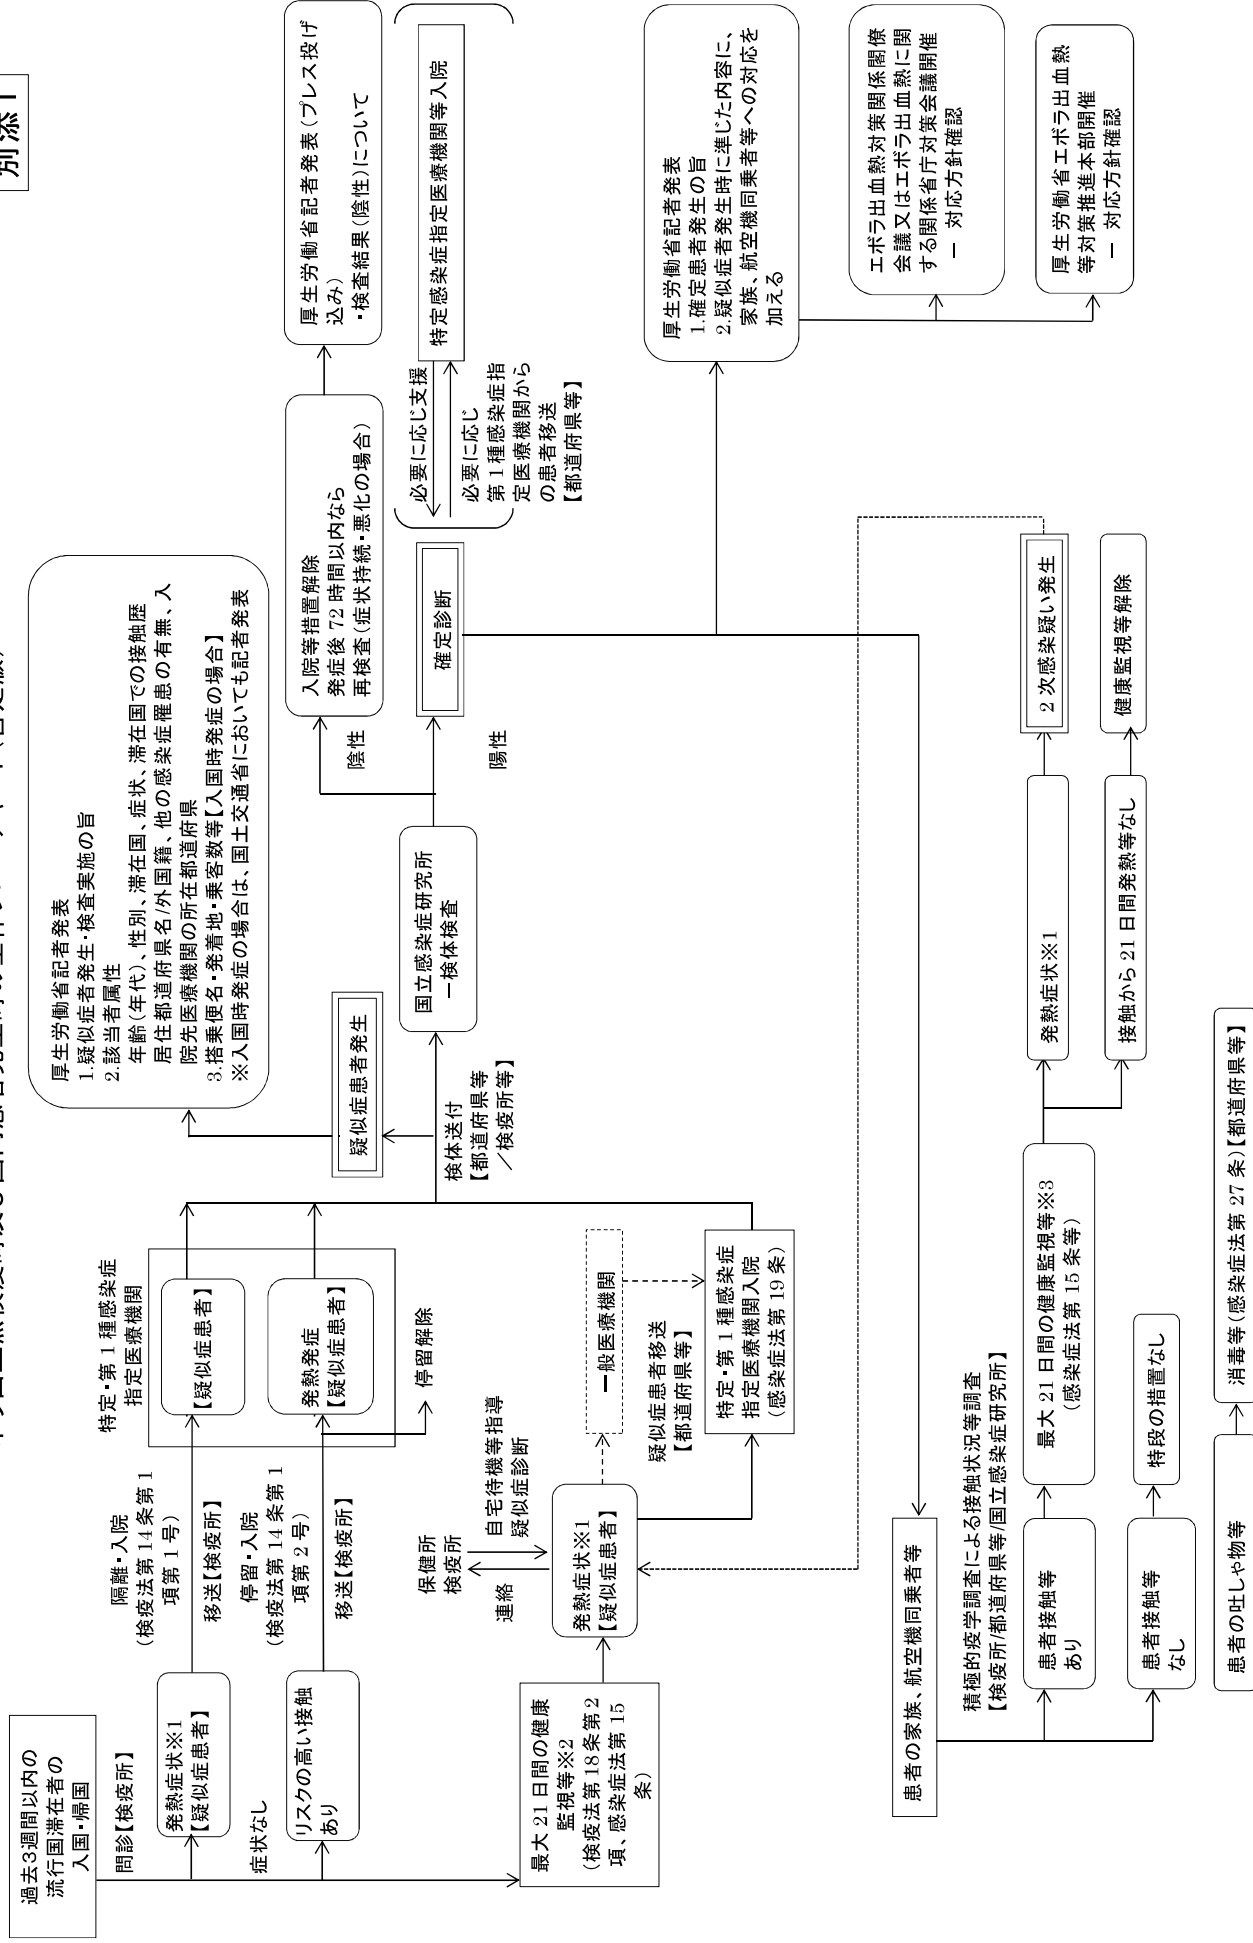 別添1
過去3週間以内の
流行国滞在者の
入国・帰国
問診【検疫所】
発熱症状※1
【疑似症患者】
隔離・入院
(検疫法第14条第1
項第1号)
移送【検疫所】
特定・第1種感染症
指定医療機関
【疑似症患者】
症状なし
リスクの高い接触
あり
停留・入院
(検疫法第14条第1
項第2号)
移送【検疫所】
発熱発症
【疑似症患者】
停留解除
最大21日間の健康
監視等※2
(検疫法第18条第2
項、感染症法第15
条)
保健所
検疫所
連絡
自宅待機等指導
疑似症診断
発熱症状※1
【疑似症患者】
一般医療機関
疑似症患者移送
【都道府県等】
特定・第1種感染症
指定医療機関入院
(感染症法第19条)
検体送付
【都道府県等
/検疫所等】
疑似症患者発生
厚生労働省記者発表
1.疑似症者発生・検査実施の旨
2.該当者属性
年齢(年代)、性別、滞在国、症状、滞在国での接触歴
居住都道府県名/外国籍、他の感染症罹患の有無、入
院先医療機関の所在都道府県
3.搭乗便名・発着地・乗客数等【入国時発症の場合】
※入国時発症の場合は、国土交通省においても記者発表
国立感染症研究所
ー検体検査
陰性
陽性
入院等措置解除
発症後72時間以内なら
再検査(症状持続・悪化の場合)
厚生労働省記者発表(プレス投げ
込み)
・検査結果(陰性)について
確定診断
必要に応じ支援
必要に応じ
第1種感染症指
定医療機関から
の患者移送
【都道府県等】
特定感染症指定医療機関等入院
厚生労働省記者発表
1.確定患者発生の旨
2.疑似症者発生時に準じた内容に、
家族、航空機同乗者等への対応を
加える
エボラ出血熱対策関係閣僚
会議又はエボラ出血熱に関
する関係省庁対策会議開催
ー 対応方針確認
厚生労働省エボラ出血熱
等対策推進本部開催
ー 対応方針確認
患者の家族、航空機同乗者等
積極的疫学調査による接触状況等調査
【検疫所/都道府県等/国立感染症研究所】
患者接触等
あり
最大21日間の健康監視等※3
(感染症法第15条等)
発熱症状※1
2次感染疑い発生
接触から21日間発熱等なし
健康監視等解除
患者接触等
なし
特段の措置なし
患者の吐しゃ物等
消毒等(感染症法第27条)【都道府県等】